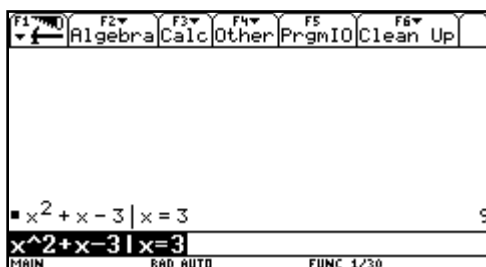 F1 F2 Algebra F3 Calc F4 Other F5 PrgmIO F6 Clean Up
x² + x - 3 | x = 3 9
x^2+x-3|x=3
MAIN RAD AUTO FUNC 1/30